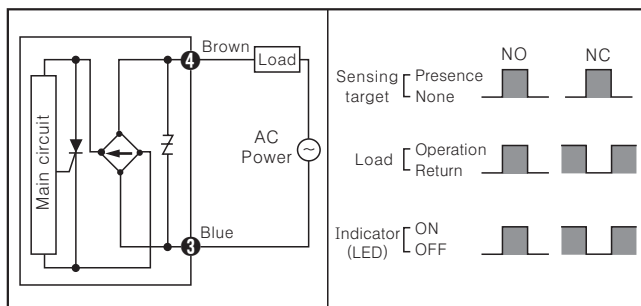 Main circuit
4
Brown
Load
AC
Power
~
3
Blue
NO
NC
Sensing
target
Presence
None
Load
Operation
Return
Indicator
(LED)
ON
OFF